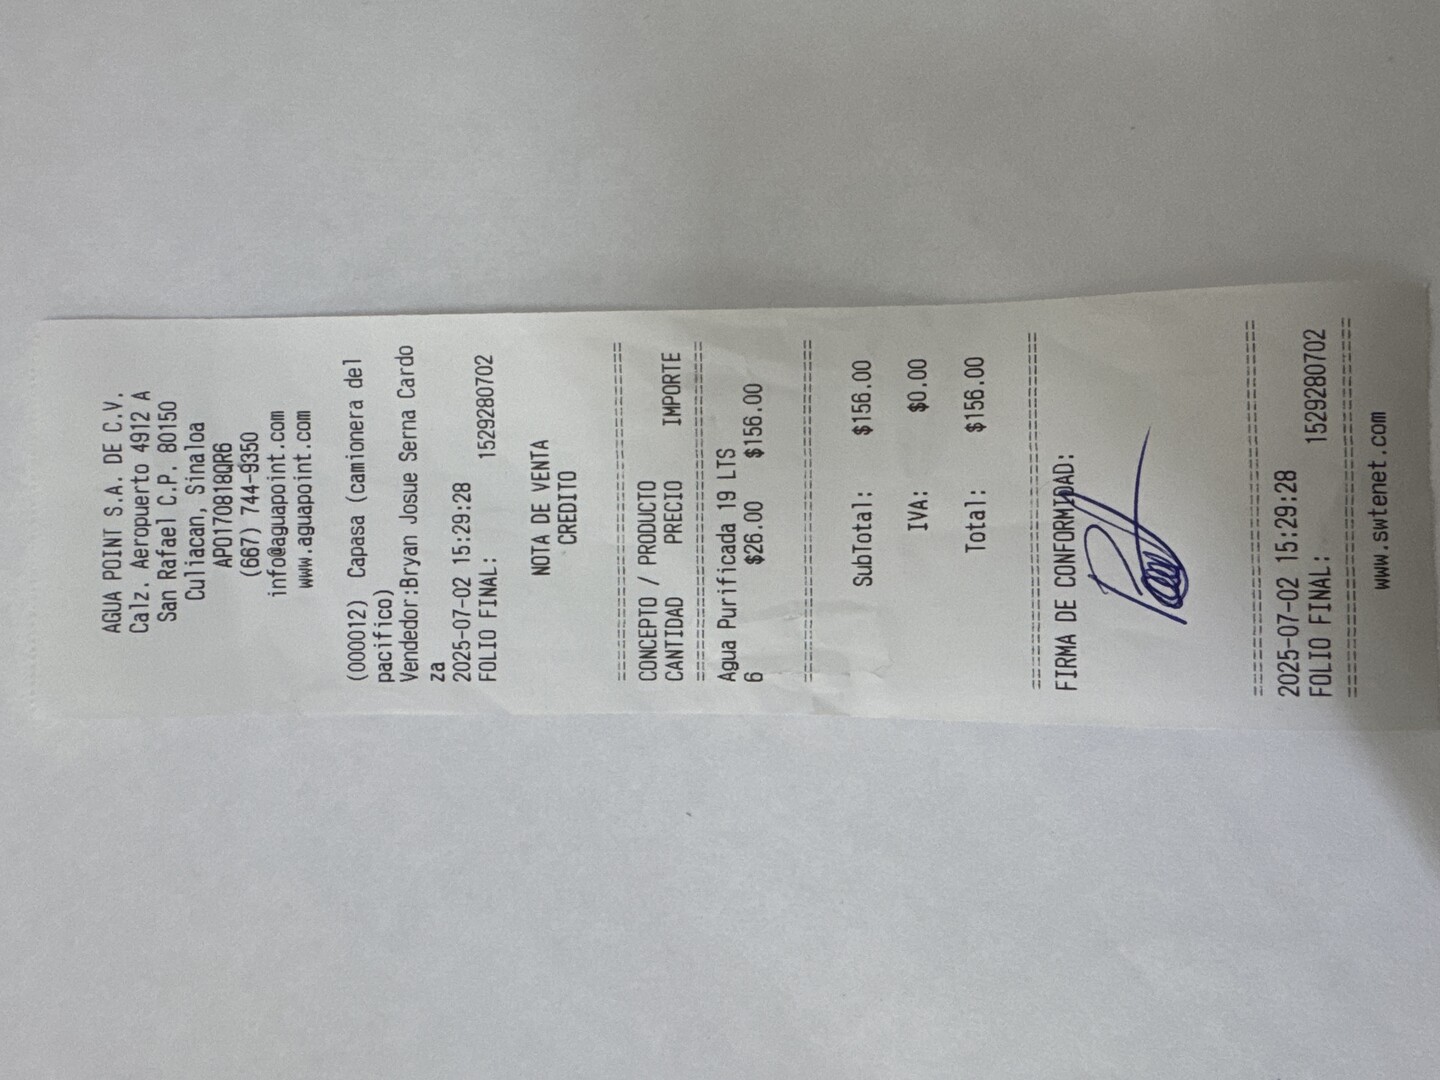 AGUA POINT S.A. DE C.V.
Calz. Aeropuerto 4912 A
San Rafael C.P. 80150
Culiacan, Sinaloa
APO170818QR6
(667) 744-9350
info@aguapoint.com
www.aguapoint.com
(000012) Capasa (camionera del
pacifico)
Vendedor:Bryan Josue Serna Cardo
za
2025-07-02 15:29:28
FOLIO FINAL: 1529280702
NOTA DE VENTA
CREDITO
================================
CONCEPTO / PRODUCTO
CANTIDAD PRECIO IMPORTE
================================
Agua Purificada 19 LTS
6 $26.00 $156.00
================================
SubTotal: $156.00
IVA: $0.00
Total: $156.00
================================
FIRMA DE CONFORMIDAD:
================================
2025-07-02 15:29:28
FOLIO FINAL: 1529280702
================================
www.swtenet.com